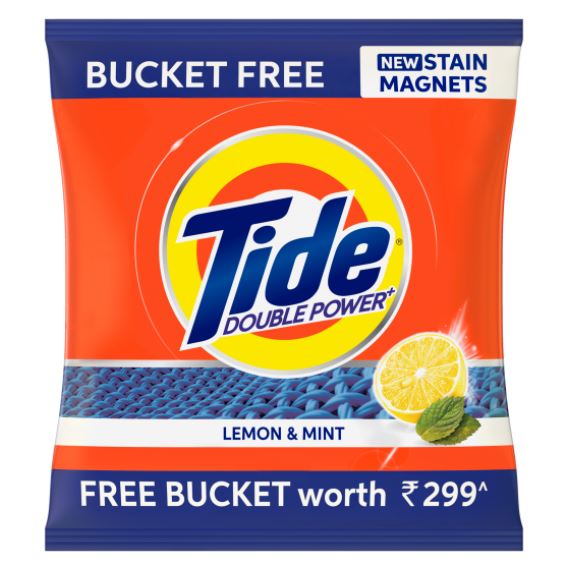 BUCKET FREE
NEW STAIN
MAGNETS
Tide®
DOUBLE POWER+
LEMON & MINT
FREE BUCKET worth ₹299^